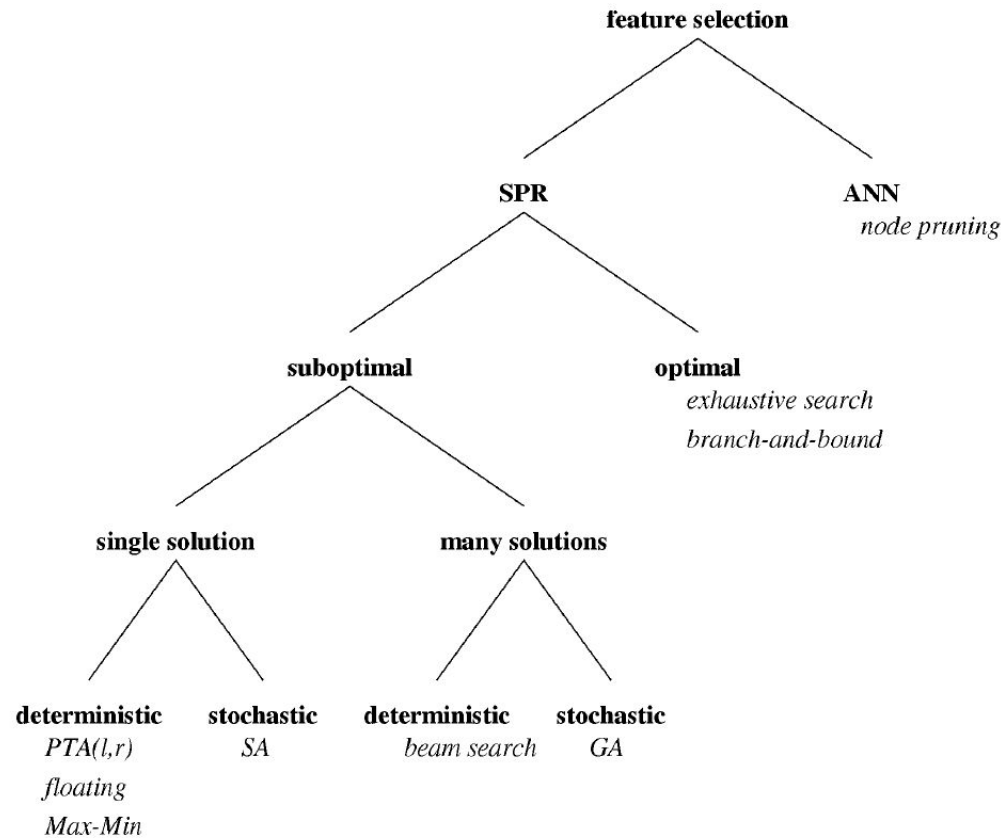 feature selection
SPR
ANN
node pruning
suboptimal
optimal
exhaustive search
branch-and-bound
single solution
many solutions
deterministic
PTA(l,r)
floating
Max-Min
stochastic
SA
deterministic
beam search
stochastic
GA